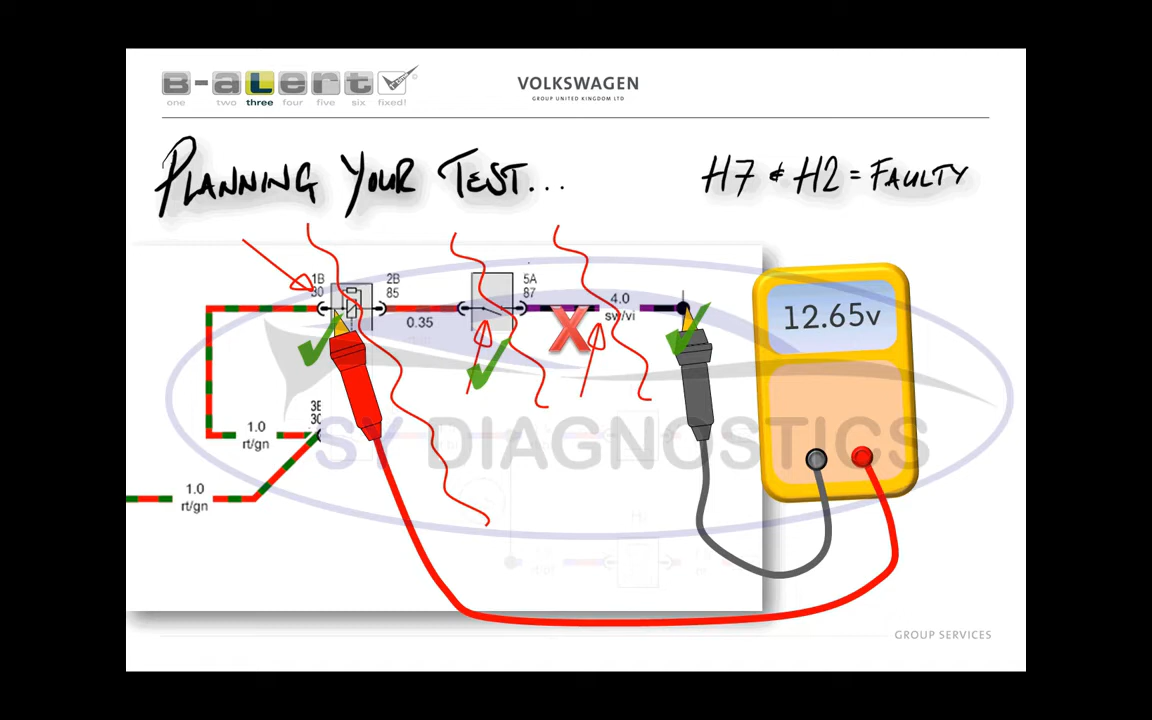 B-aLert
one two three four five six fixed!
VOLKSWAGEN
GROUP UNITED KINGDOM LTD
PLANNING YOUR TEST...
H7 & H2 = FAULTY
1B
30
2B
85
5A
87
0.35
4.0
sw/vi
12.65v
3B
30
1.0
rt/gn
SY DIAGNOSTICS
1.0
rt/gn
GROUP SERVICES